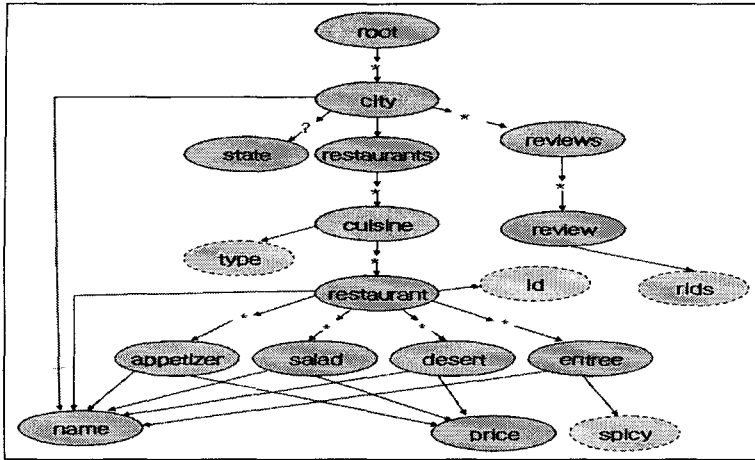 root
*
city
? *
state restaurants reviews
* *
cuisine review
type
* id rids
restaurant
* * * *
appetizer salad desert entree
name price spicy